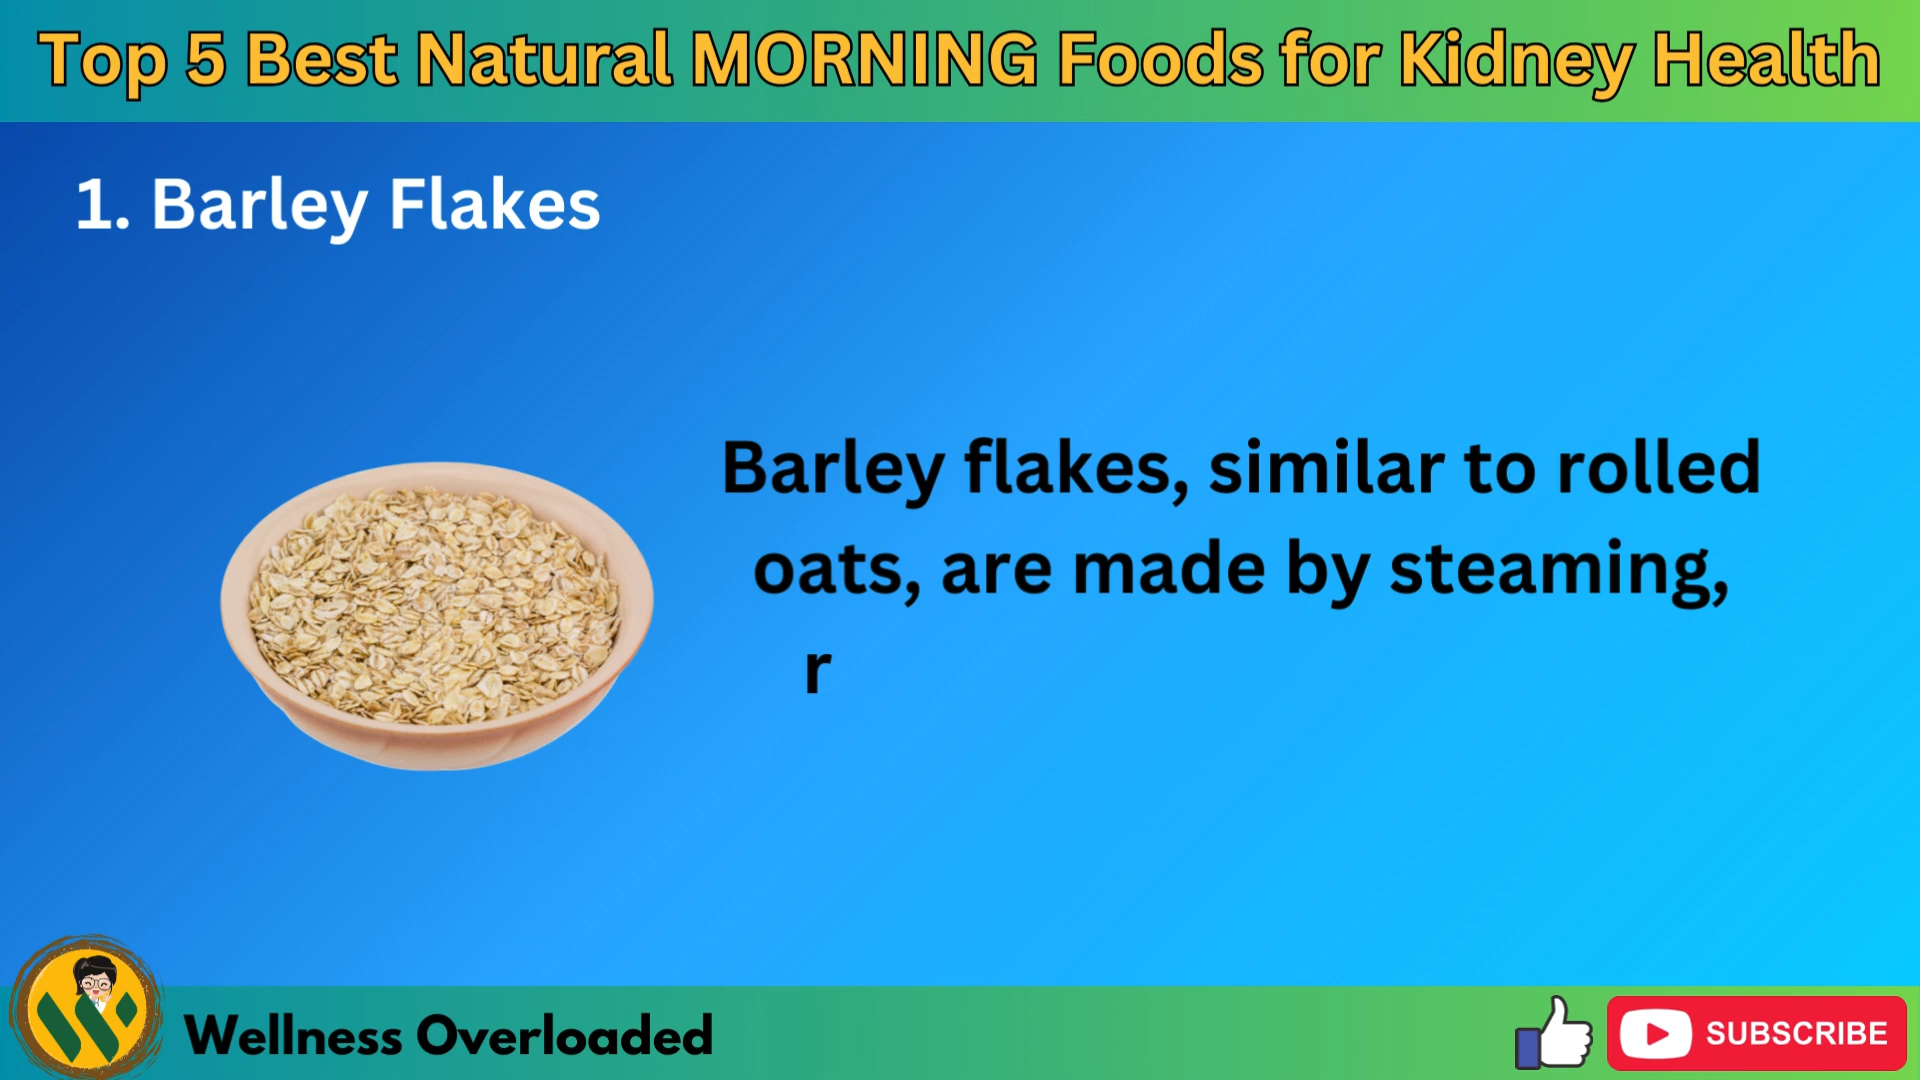 Top 5 Best Natural MORNING Foods for Kidney Health
1. Barley Flakes
Barley flakes, similar to rolled
oats, are made by steaming,
r
Wellness Overloaded
SUBSCRIBE